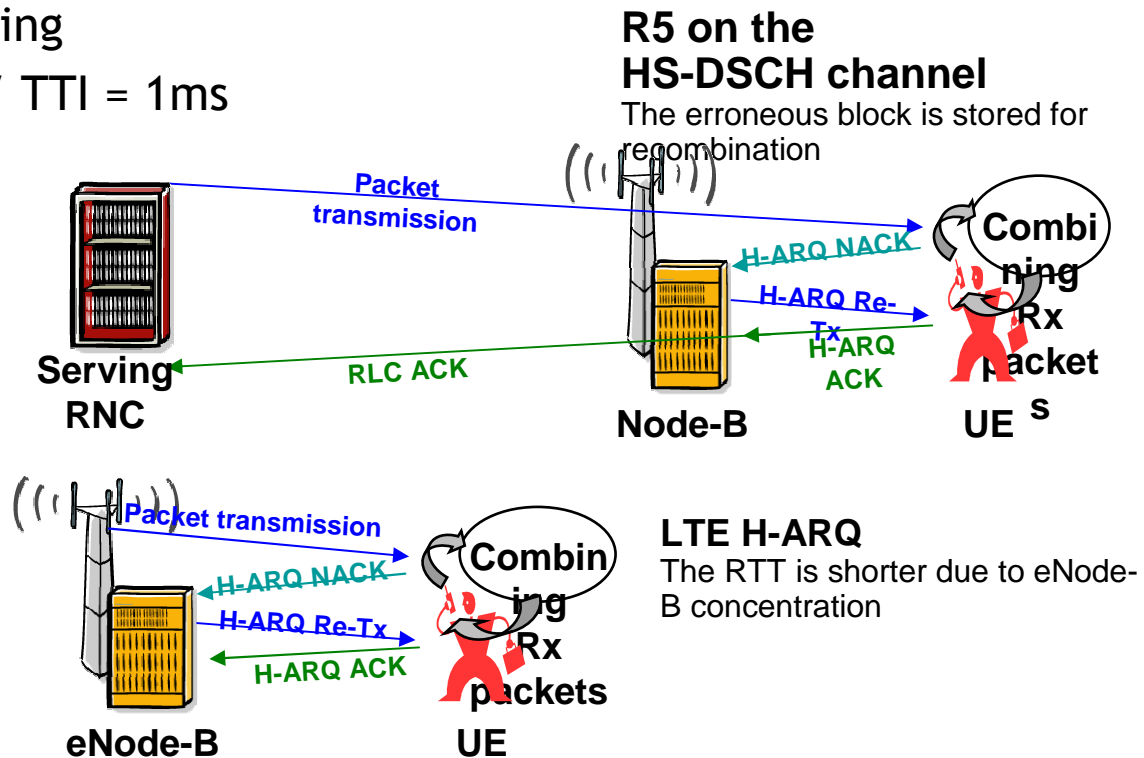 ing
TTI = 1ms
R5 on the
HS-DSCH channel
The erroneous block is stored for
recombination
Packet
transmission
H-ARQ NACK
H-ARQ Re-
Tx
H-ARQ
ACK
RLC ACK
Combi
ning
Rx
packet
s
Serving
RNC
Node-B
UE
Packet transmission
H-ARQ NACK
H-ARQ Re-Tx
H-ARQ ACK
Combin
ing
Rx
packets
eNode-B
UE
LTE H-ARQ
The RTT is shorter due to eNode-
B concentration